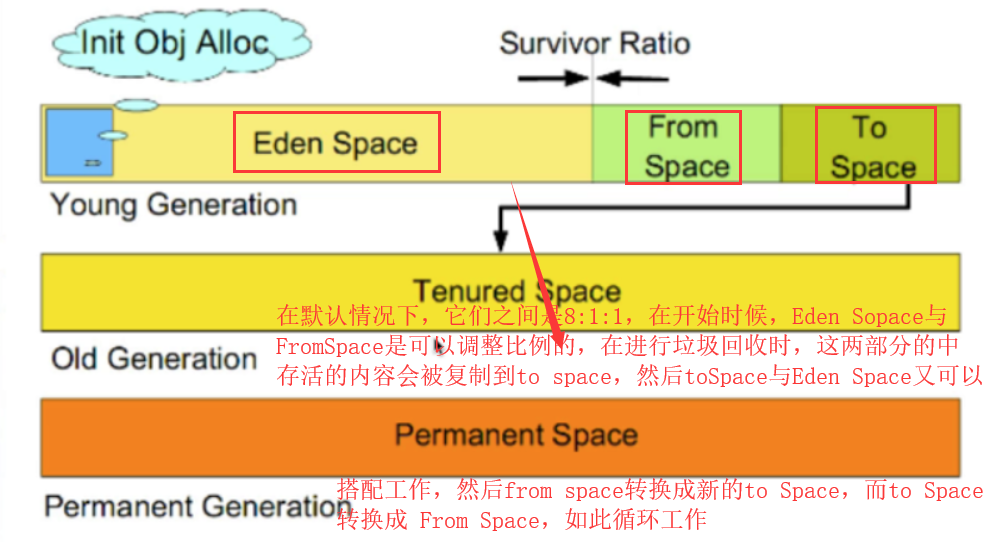 Init Obj Alloc
Survivor Ratio
Eden Space
From
Space
To
Space
Young Generation
Tenured Space
在默认情况下，它们之间是8:1:1，在开始时候，Eden Sopace与
FromSpace是可以调整比例的，在进行垃圾回收时，这两部分的中
存活的内容会被复制到to space，然后toSpace与Eden Space又可以
Old Generation
Permanent Space
搭配工作，然后from space转换成新的to Space，而to Space
转换成 From Space，如此循环工作
Permanent Generation